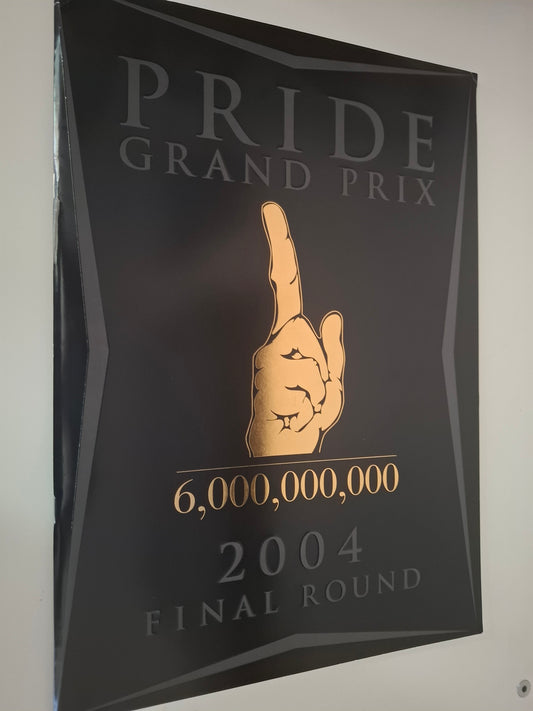 PRIDE
GRAND PRIX
6,000,000,000
2004
FINAL ROUND